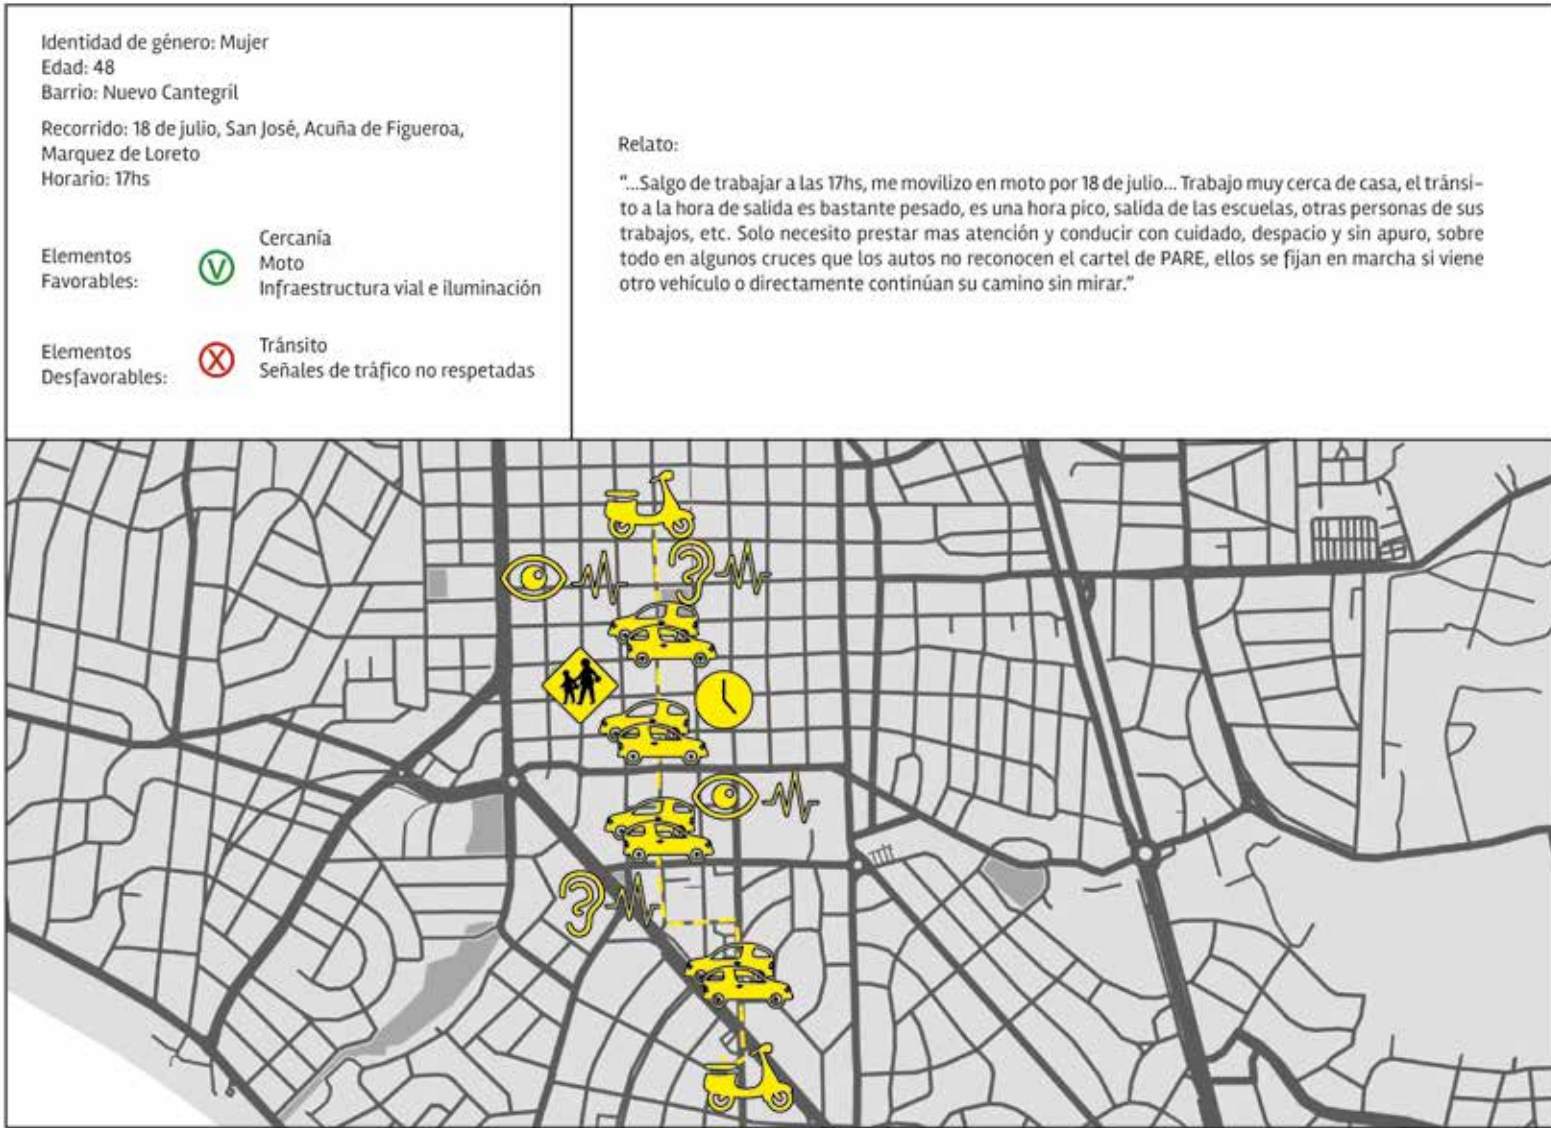 Identidad de género: Mujer
Edad: 48
Barrio: Nuevo Cantegril
Recorrido: 18 de julio, San José, Acuña de Figueroa,
Marquez de Loreto
Horario: 17hs
Elementos
Favorables:
V
Cercanía
Moto
Infraestructura vial e iluminación
Elementos
Desfavorables:
X
Tránsito
Señales de tráfico no respetadas
Relato:
"...Salgo de trabajar a las 17hs, me movilizo en moto por 18 de julio... Trabajo muy cerca de casa, el tránsi-
to a la hora de salida es bastante pesado, es una hora pico, salida de las escuelas, otras personas de sus
trabajos, etc. Solo necesito prestar mas atención y conducir con cuidado, despacio y sin apuro, sobre
todo en algunos cruces que los autos no reconocen el cartel de PARE, ellos se fijan en marcha si viene
otro vehículo o directamente continúan su camino sin mirar."